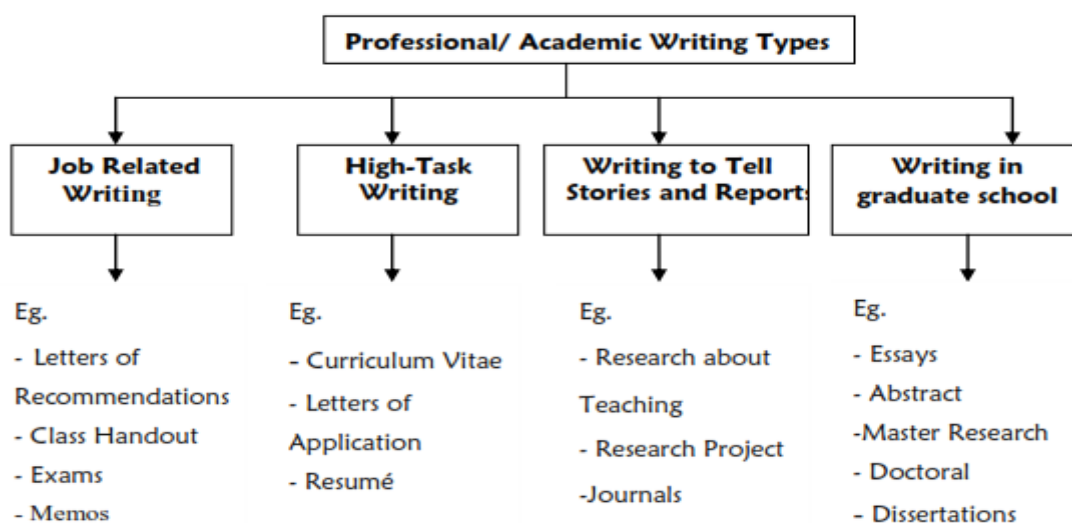 Professional/ Academic Writing Types
Job Related
Writing
High-Task
Writing
Writing to Tell
Stories and Reports
Writing in
graduate school
Eg.
- Letters of
Recommendations
- Class Handout
- Exams
- Memos
Eg.
- Curriculum Vitae
- Letters of
Application
- Resumé
Eg.
- Research about
Teaching
- Research Project
-Journals
Eg.
- Essays
- Abstract
-Master Research
- Doctoral
- Dissertations